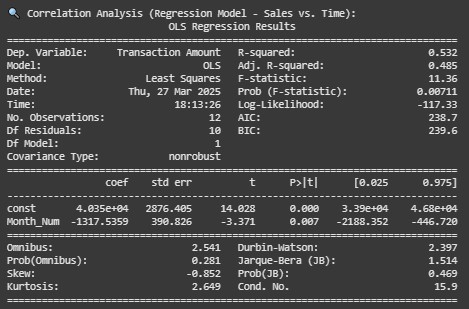 🔍 Correlation Analysis (Regression Model - Sales vs. Time):
OLS Regression Results
==============================================================================
Dep. Variable:     Transaction Amount   R-squared:                       0.532
Model:                            OLS   Adj. R-squared:                  0.485
Method:                 Least Squares   F-statistic:                     11.36
Date:                Thu, 27 Mar 2025   Prob (F-statistic):            0.00711
Time:                        18:13:26   Log-Likelihood:                -117.33
No. Observations:                  12   AIC:                             238.7
Df Residuals:                      10   BIC:                             239.6
Df Model:                           1
Covariance Type:            nonrobust
==============================================================================
                 coef    std err          t      P>|t|      [0.025      0.975]
------------------------------------------------------------------------------
const       4.035e+04   2876.405     14.028      0.000    3.39e+04    4.68e+04
Month_Num  -1317.5359    390.826     -3.371      0.007   -2188.352    -446.720
==============================================================================
Omnibus:                        2.541   Durbin-Watson:                   2.397
Prob(Omnibus):                  0.281   Jarque-Bera (JB):                1.514
Skew:                          -0.852   Prob(JB):                        0.469
Kurtosis:                       2.649   Cond. No.                         15.9
==============================================================================